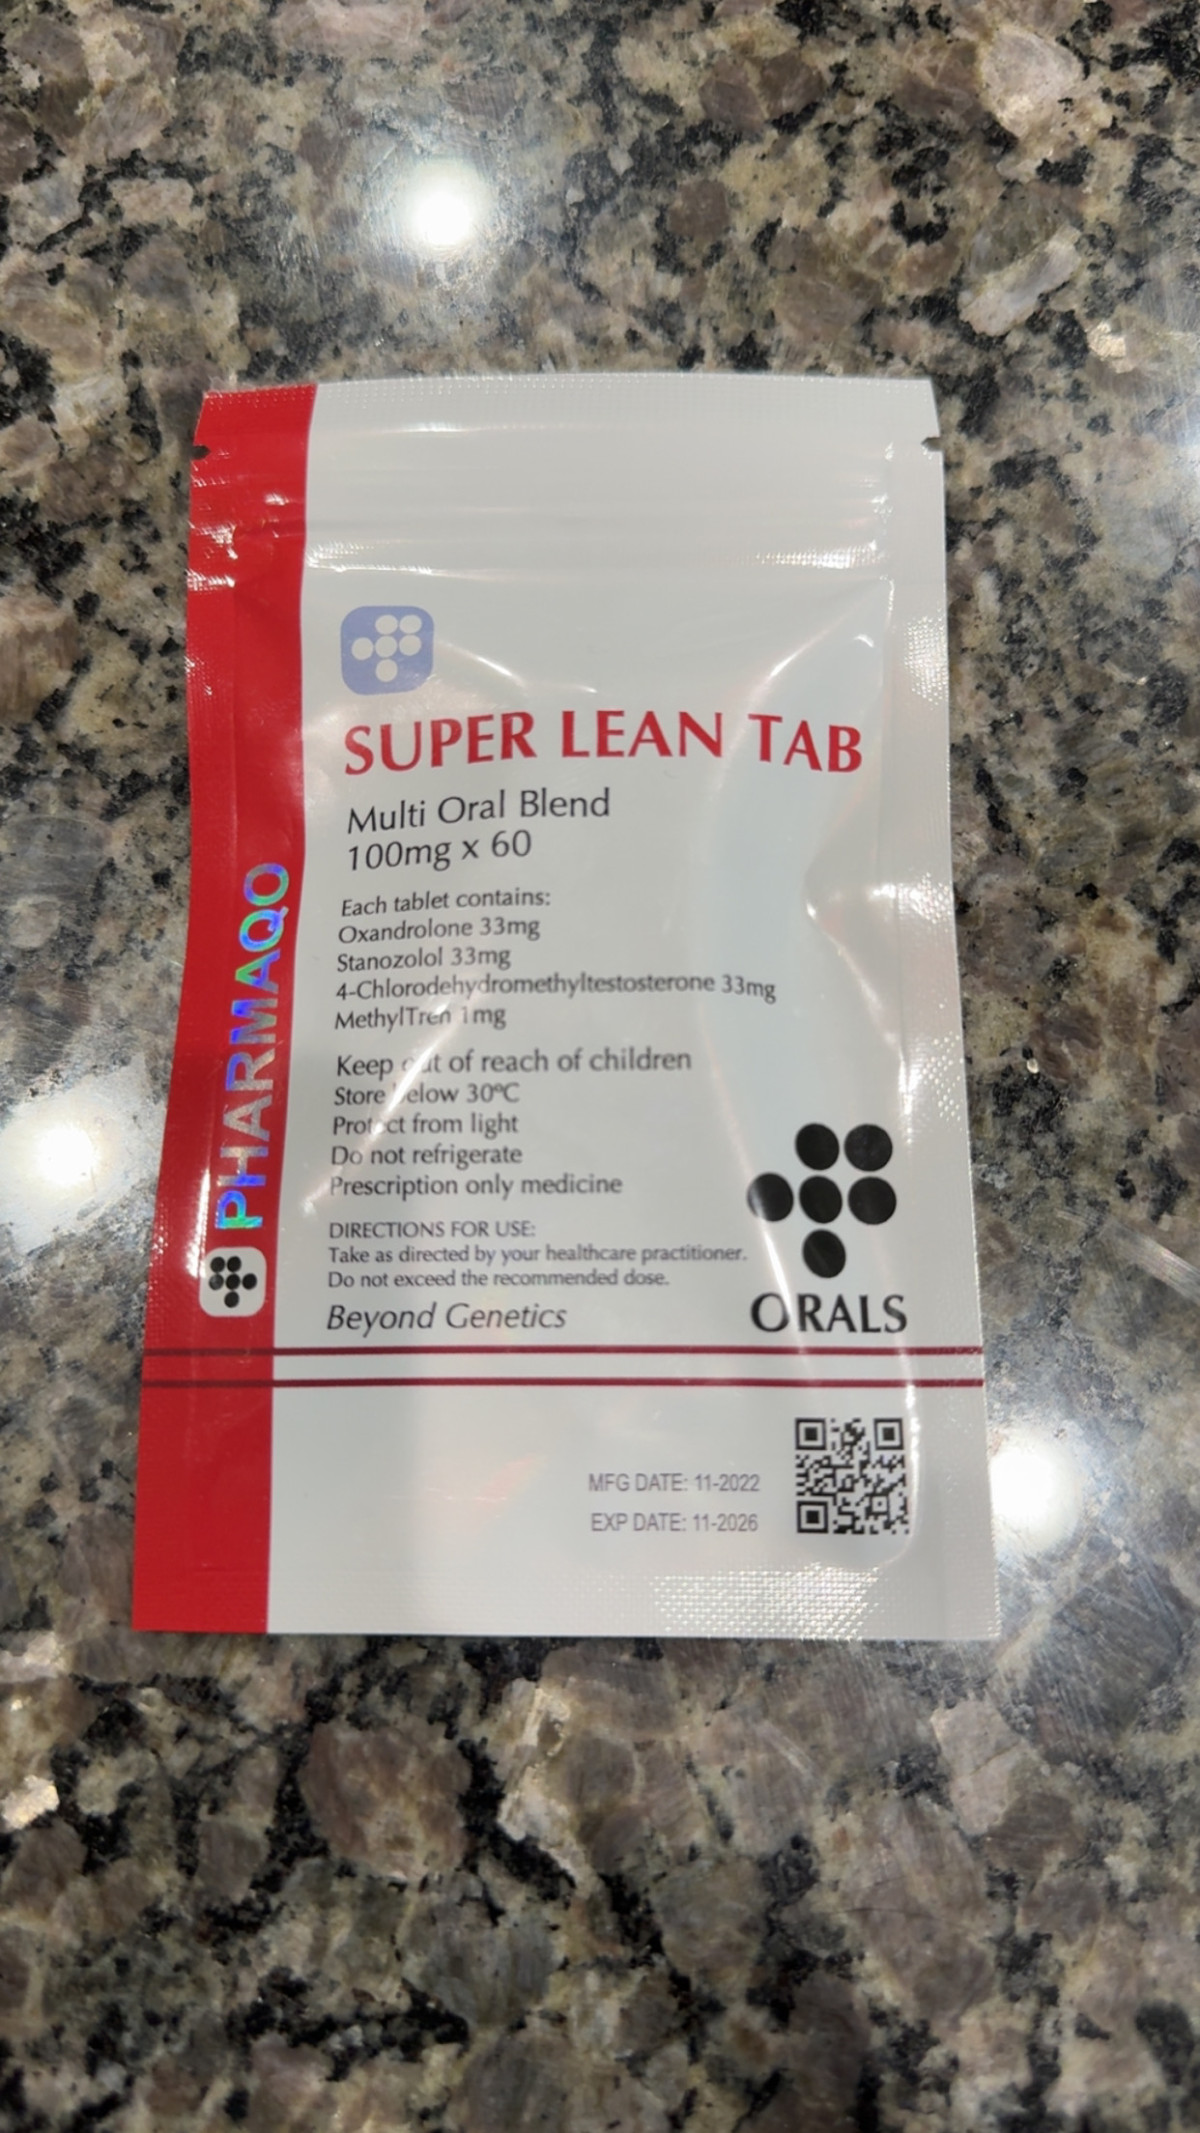 SUPER LEAN TAB
Multi Oral Blend
100mg x 60
Each tablet contains:
Oxandrolone 33mg
Stanozolol 33mg
4-Chlorodehydromethyltestosterone 33mg
MethylTren 1mg
Keep out of reach of children
Store below 30ºC
Protect from light
Do not refrigerate
Prescription only medicine
DIRECTIONS FOR USE:
Take as directed by your healthcare practitioner.
Do not exceed the recommended dose.
Beyond Genetics
ORALS
PHARMAQO
MFG DATE: 11-2022
EXP DATE: 11-2026